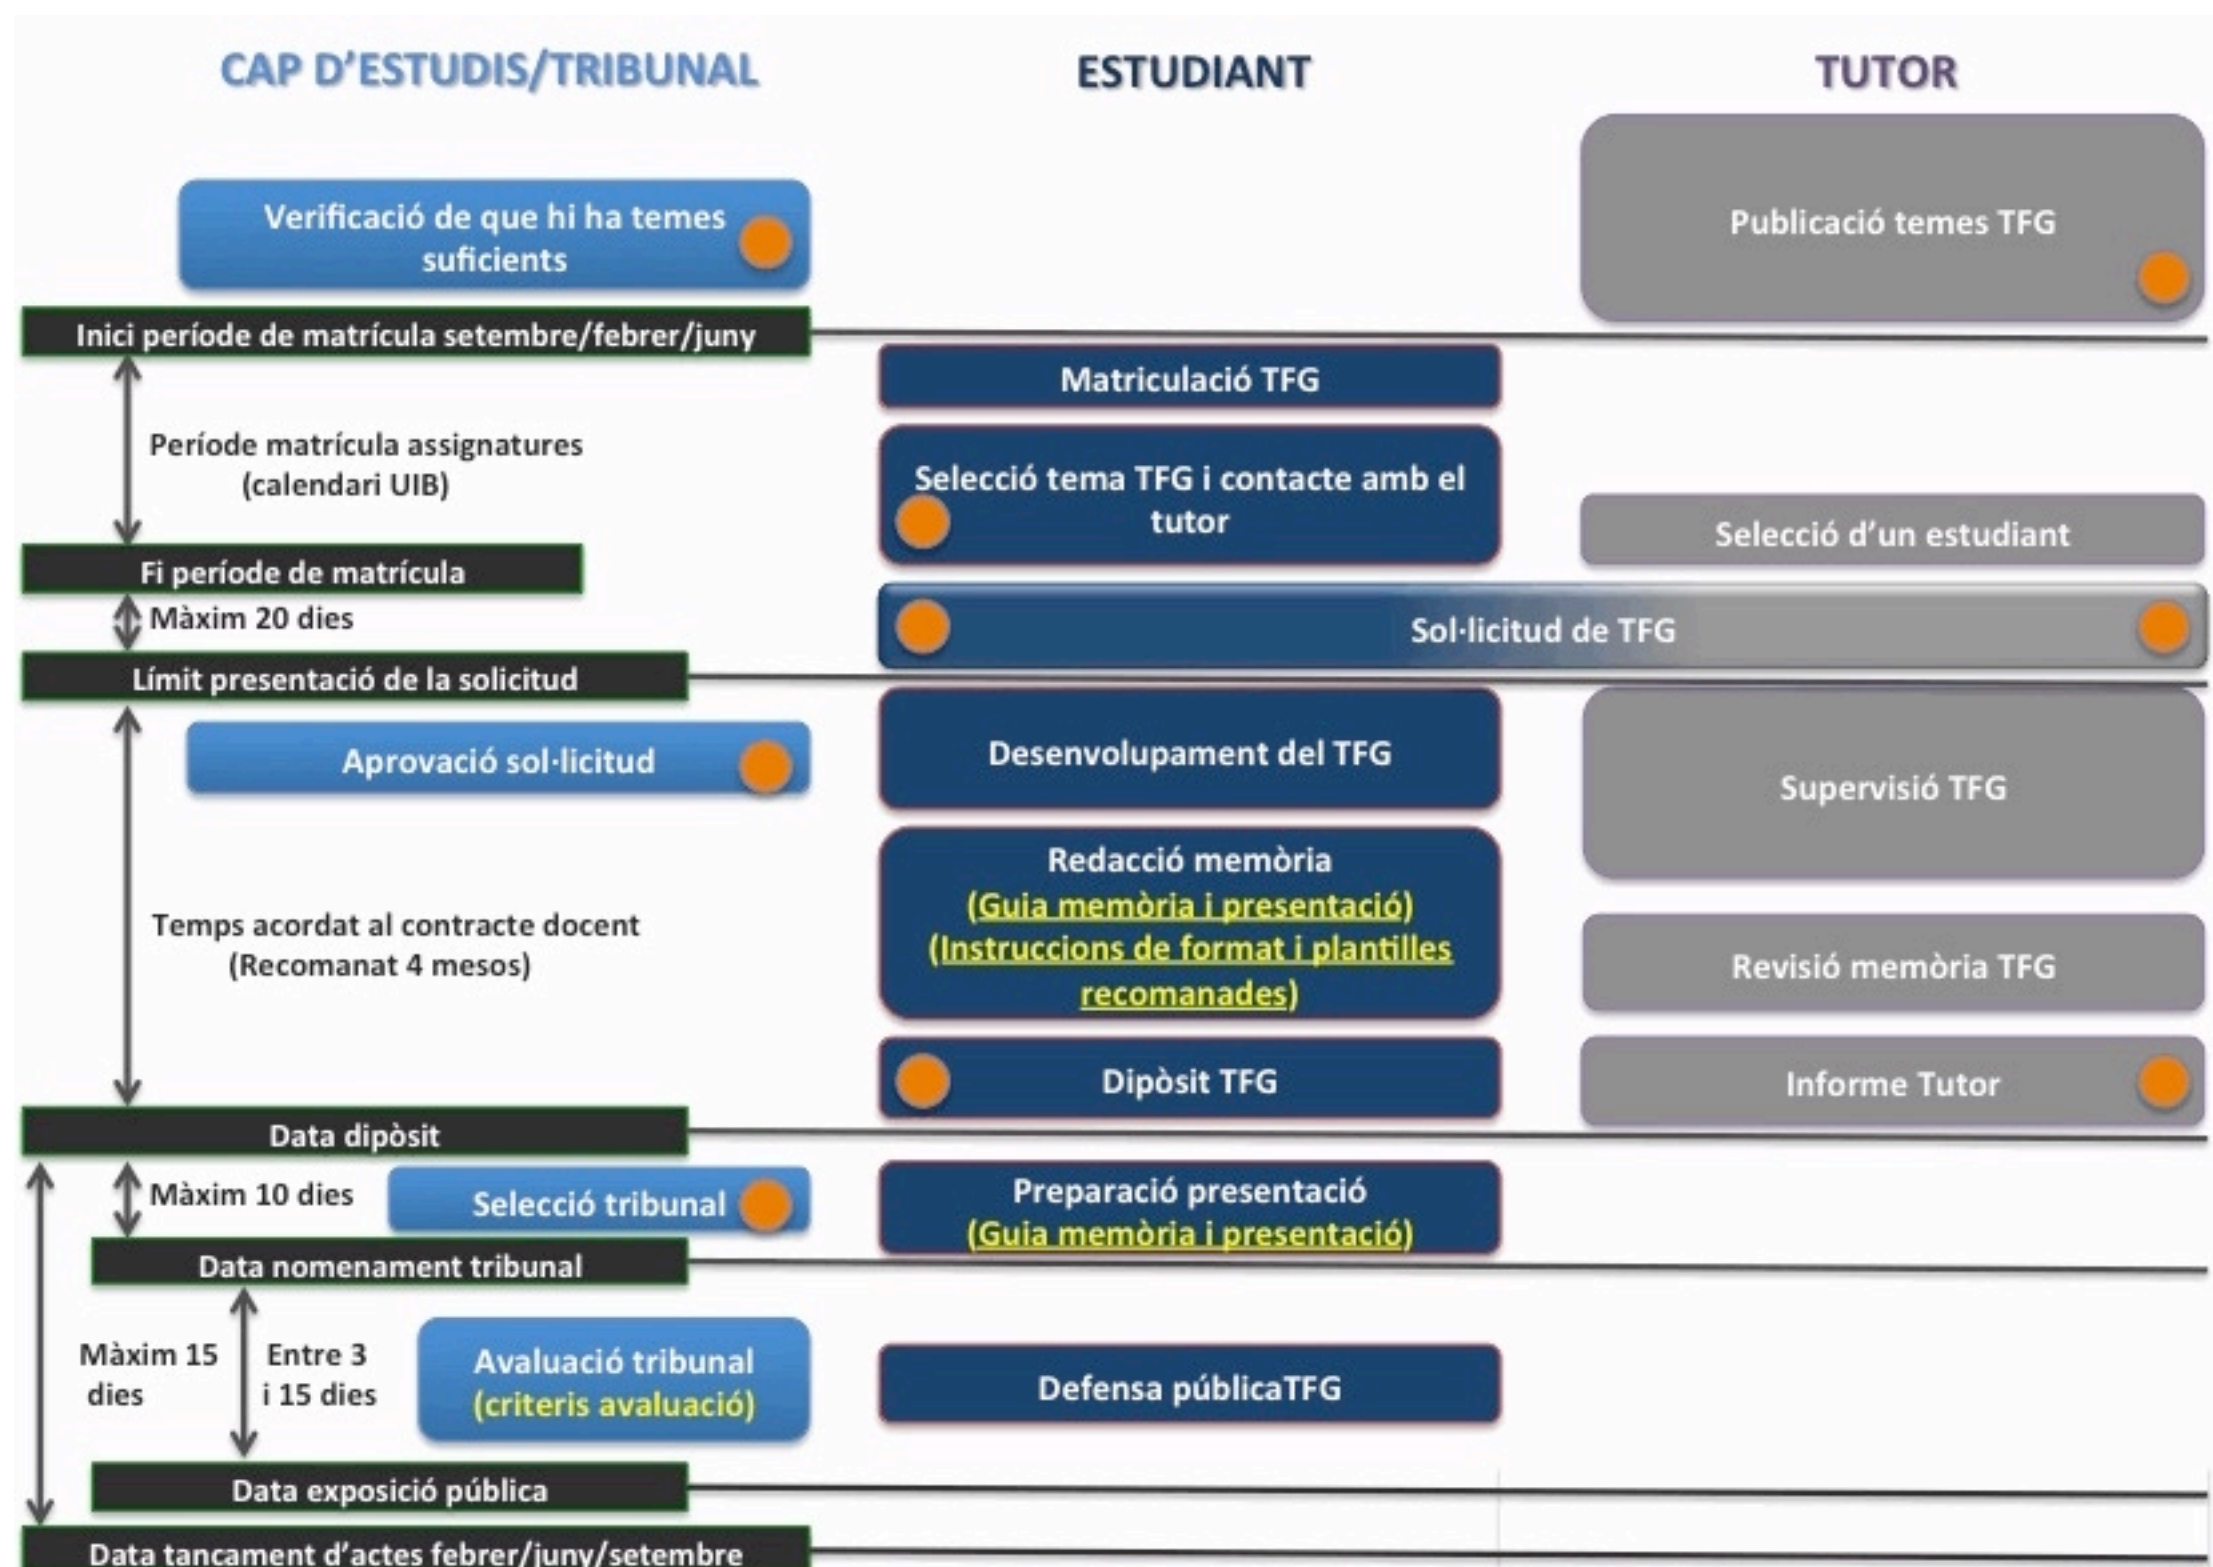 CAP D'ESTUDIS/TRIBUNAL
ESTUDIANT
TUTOR
Verificació de que hi ha temes
suficients
Publicació temes TFG
Inici període de matrícula setembre/febrer/juny
Matriculació TFG
Període matrícula assignatures
(calendari UIB)
Selecció tema TFG i contacte amb el
tutor
Selecció d'un estudiant
Fi període de matrícula
Màxim 20 dies
Sol·licitud de TFG
Límit presentació de la solicitud
Aprovació sol·licitud
Desenvolupament del TFG
Supervisió TFG
Redacció memòria
(Guia memòria i presentació)
(Instruccions de format i plantilles
recomanades)
Temps acordat al contracte docent
(Recomanat 4 mesos)
Revisió memòria TFG
Dipòsit TFG
Informe Tutor
Data dipòsit
Màxim 10 dies
Selecció tribunal
Preparació presentació
(Guia memòria i presentació)
Data nomenament tribunal
Màxim 15
dies
Entre 3
i 15 dies
Avaluació tribunal
(criteris avaluació)
Defensa públicaTFG
Data exposició pública
Data tancament d'actes febrer/juny/setembre